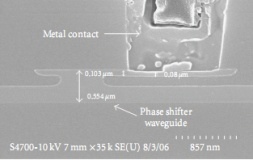 Metal contact
0.103 μm
0.08 μm
0.554 μm
Phase shifter
waveguide
S4700-10 kV 7 mm ×35 k SE(U) 8/3/06
857 nm